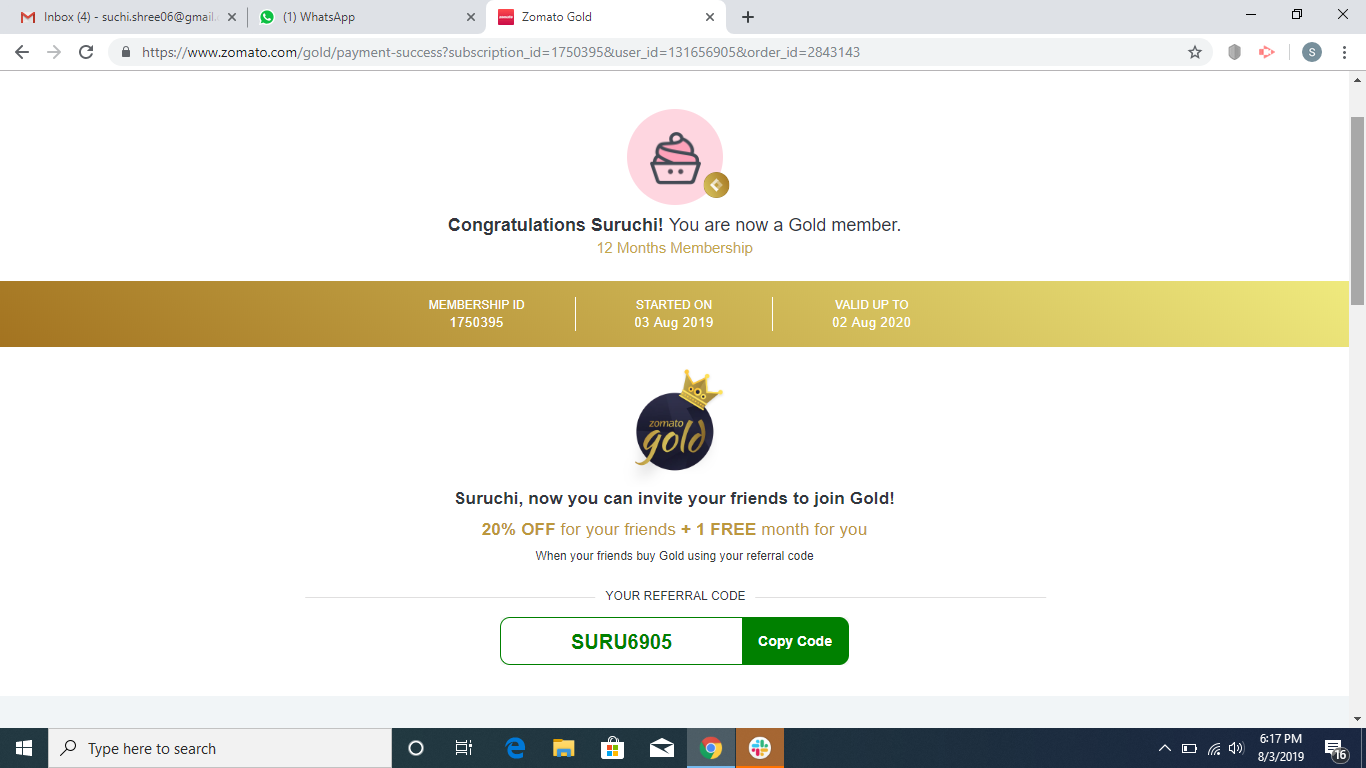 Inbox (4) - suchi.shree06@gmail.
(1) WhatsApp
Zomato Gold
https://www.zomato.com/gold/payment-success?subscription_id=1750395&user_id=131656905&order_id=2843143
S
Congratulations Suruchi! You are now a Gold member.
12 Months Membership
MEMBERSHIP ID
1750395
STARTED ON
03 Aug 2019
VALID UP TO
02 Aug 2020
zomato
gold
Suruchi, now you can invite your friends to join Gold!
20% OFF for your friends + 1 FREE month for you
When your friends buy Gold using your referral code
YOUR REFERRAL CODE
SURU6905
Copy Code
Type here to search
6:17 PM
8/3/2019
16